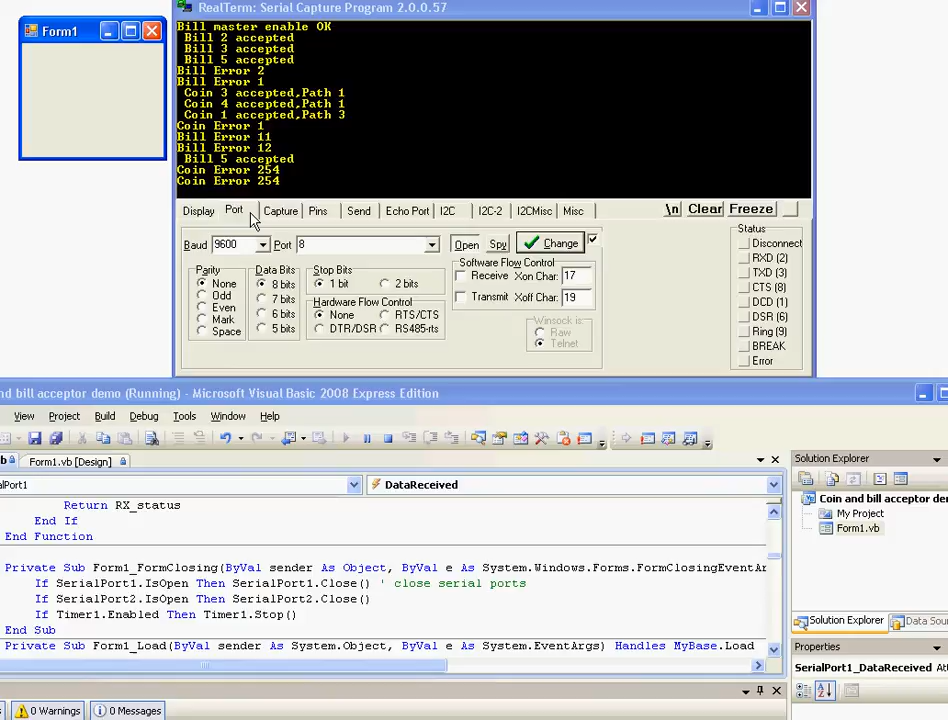 Form1
RealTerm: Serial Capture Program 2.0.0.57
Bill master enable OK
Bill 2 accepted
Bill 3 accepted
Bill 5 accepted
Bill Error 2
Bill Error 1
Coin 3 accepted,Path 1
Coin 4 accepted,Path 1
Coin 1 accepted,Path 3
Coin Error 1
Bill Error 11
Bill Error 12
Bill 5 accepted
Coin Error 254
Coin Error 254
Display Port Capture Pins Send Echo Port I2C I2C-2 I2CMisc Misc \n Clear Freeze
Baud 9600 Port 8 Open Spy Change
Parity
None
Odd
Even
Mark
Space
Data Bits
8 bits
7 bits
6 bits
5 bits
Stop Bits
1 bit 2 bits
Hardware Flow Control
None RTS/CTS
DTR/DSR RS485-rts
Software Flow Control
Receive Xon Char: 17
Transmit Xoff Char: 19
Winsock is:
Raw
Telnet
Status
Disconnect
RXD (2)
TXD (3)
CTS (8)
DCD (1)
DSR (6)
Ring (9)
BREAK
Error
nd bill acceptor demo (Running) - Microsoft Visual Basic 2008 Express Edition
View Project Build Debug Tools Window Help
b Form1.vb [Design]
alPort1 DataReceived
Return RX_status
End If
End Function
Private Sub Form1_FormClosing(ByVal sender As Object, ByVal e As System.Windows.Forms.FormClosingEventAr
If SerialPort1.IsOpen Then SerialPort1.Close() ' close serial ports
If SerialPort2.IsOpen Then SerialPort2.Close()
If Timer1.Enabled Then Timer1.Stop()
End Sub
Private Sub Form1_Load(ByVal sender As System.Object, ByVal e As System.EventArgs) Handles MyBase.Load
Solution Explorer
Coin and bill acceptor der
My Project
Form1.vb
Solution Explorer Data Sour
Properties
SerialPort1_DataReceived Att
0 Warnings 0 Messages